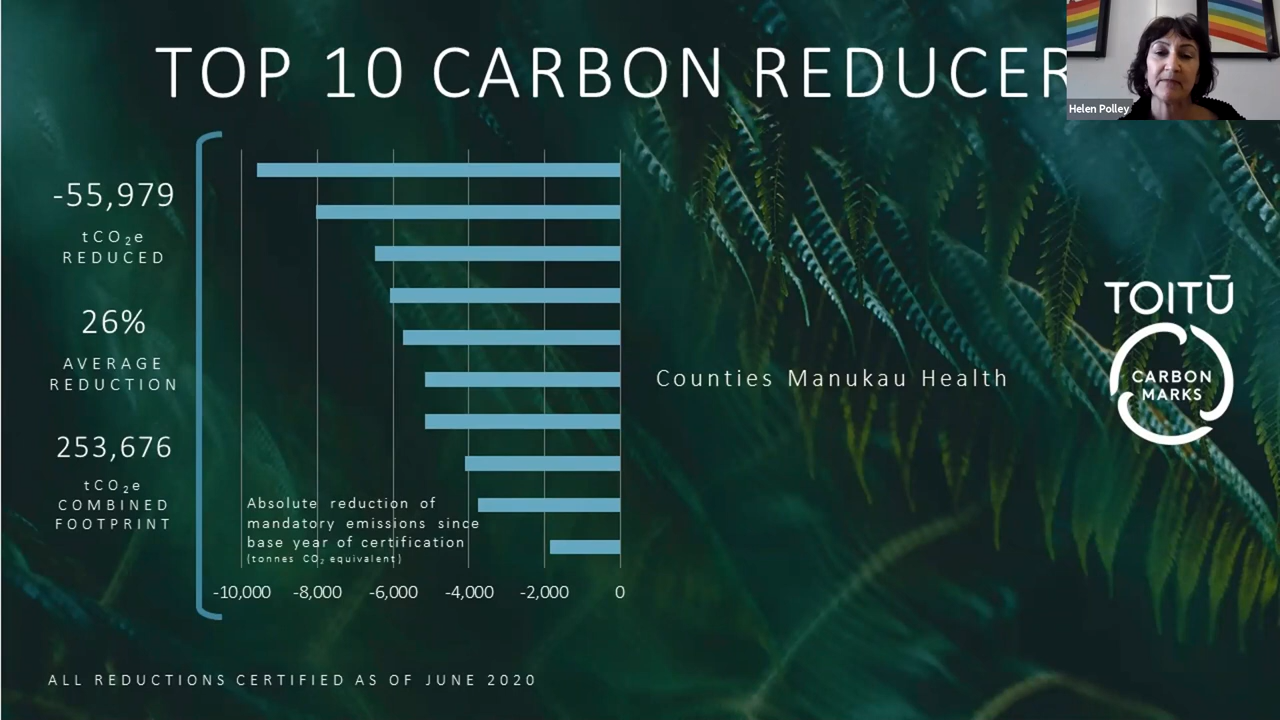 TOP 10 CARBON REDUCER
Helen Polley
-55,979
tCO₂e
REDUCED
26%
AVERAGE
REDUCTION
253,676
tCO₂e
COMBINED
FOOTPRINT
Counties Manukau Health
TOITŪ
CARBON
MARKS
Absolute reduction of
mandatory emissions since
base year of certification
(tonnes CO₂ equivalent)
-10,000 -8,000 -6,000 -4,000 -2,000 0
ALL REDUCTIONS CERTIFIED AS OF JUNE 2020